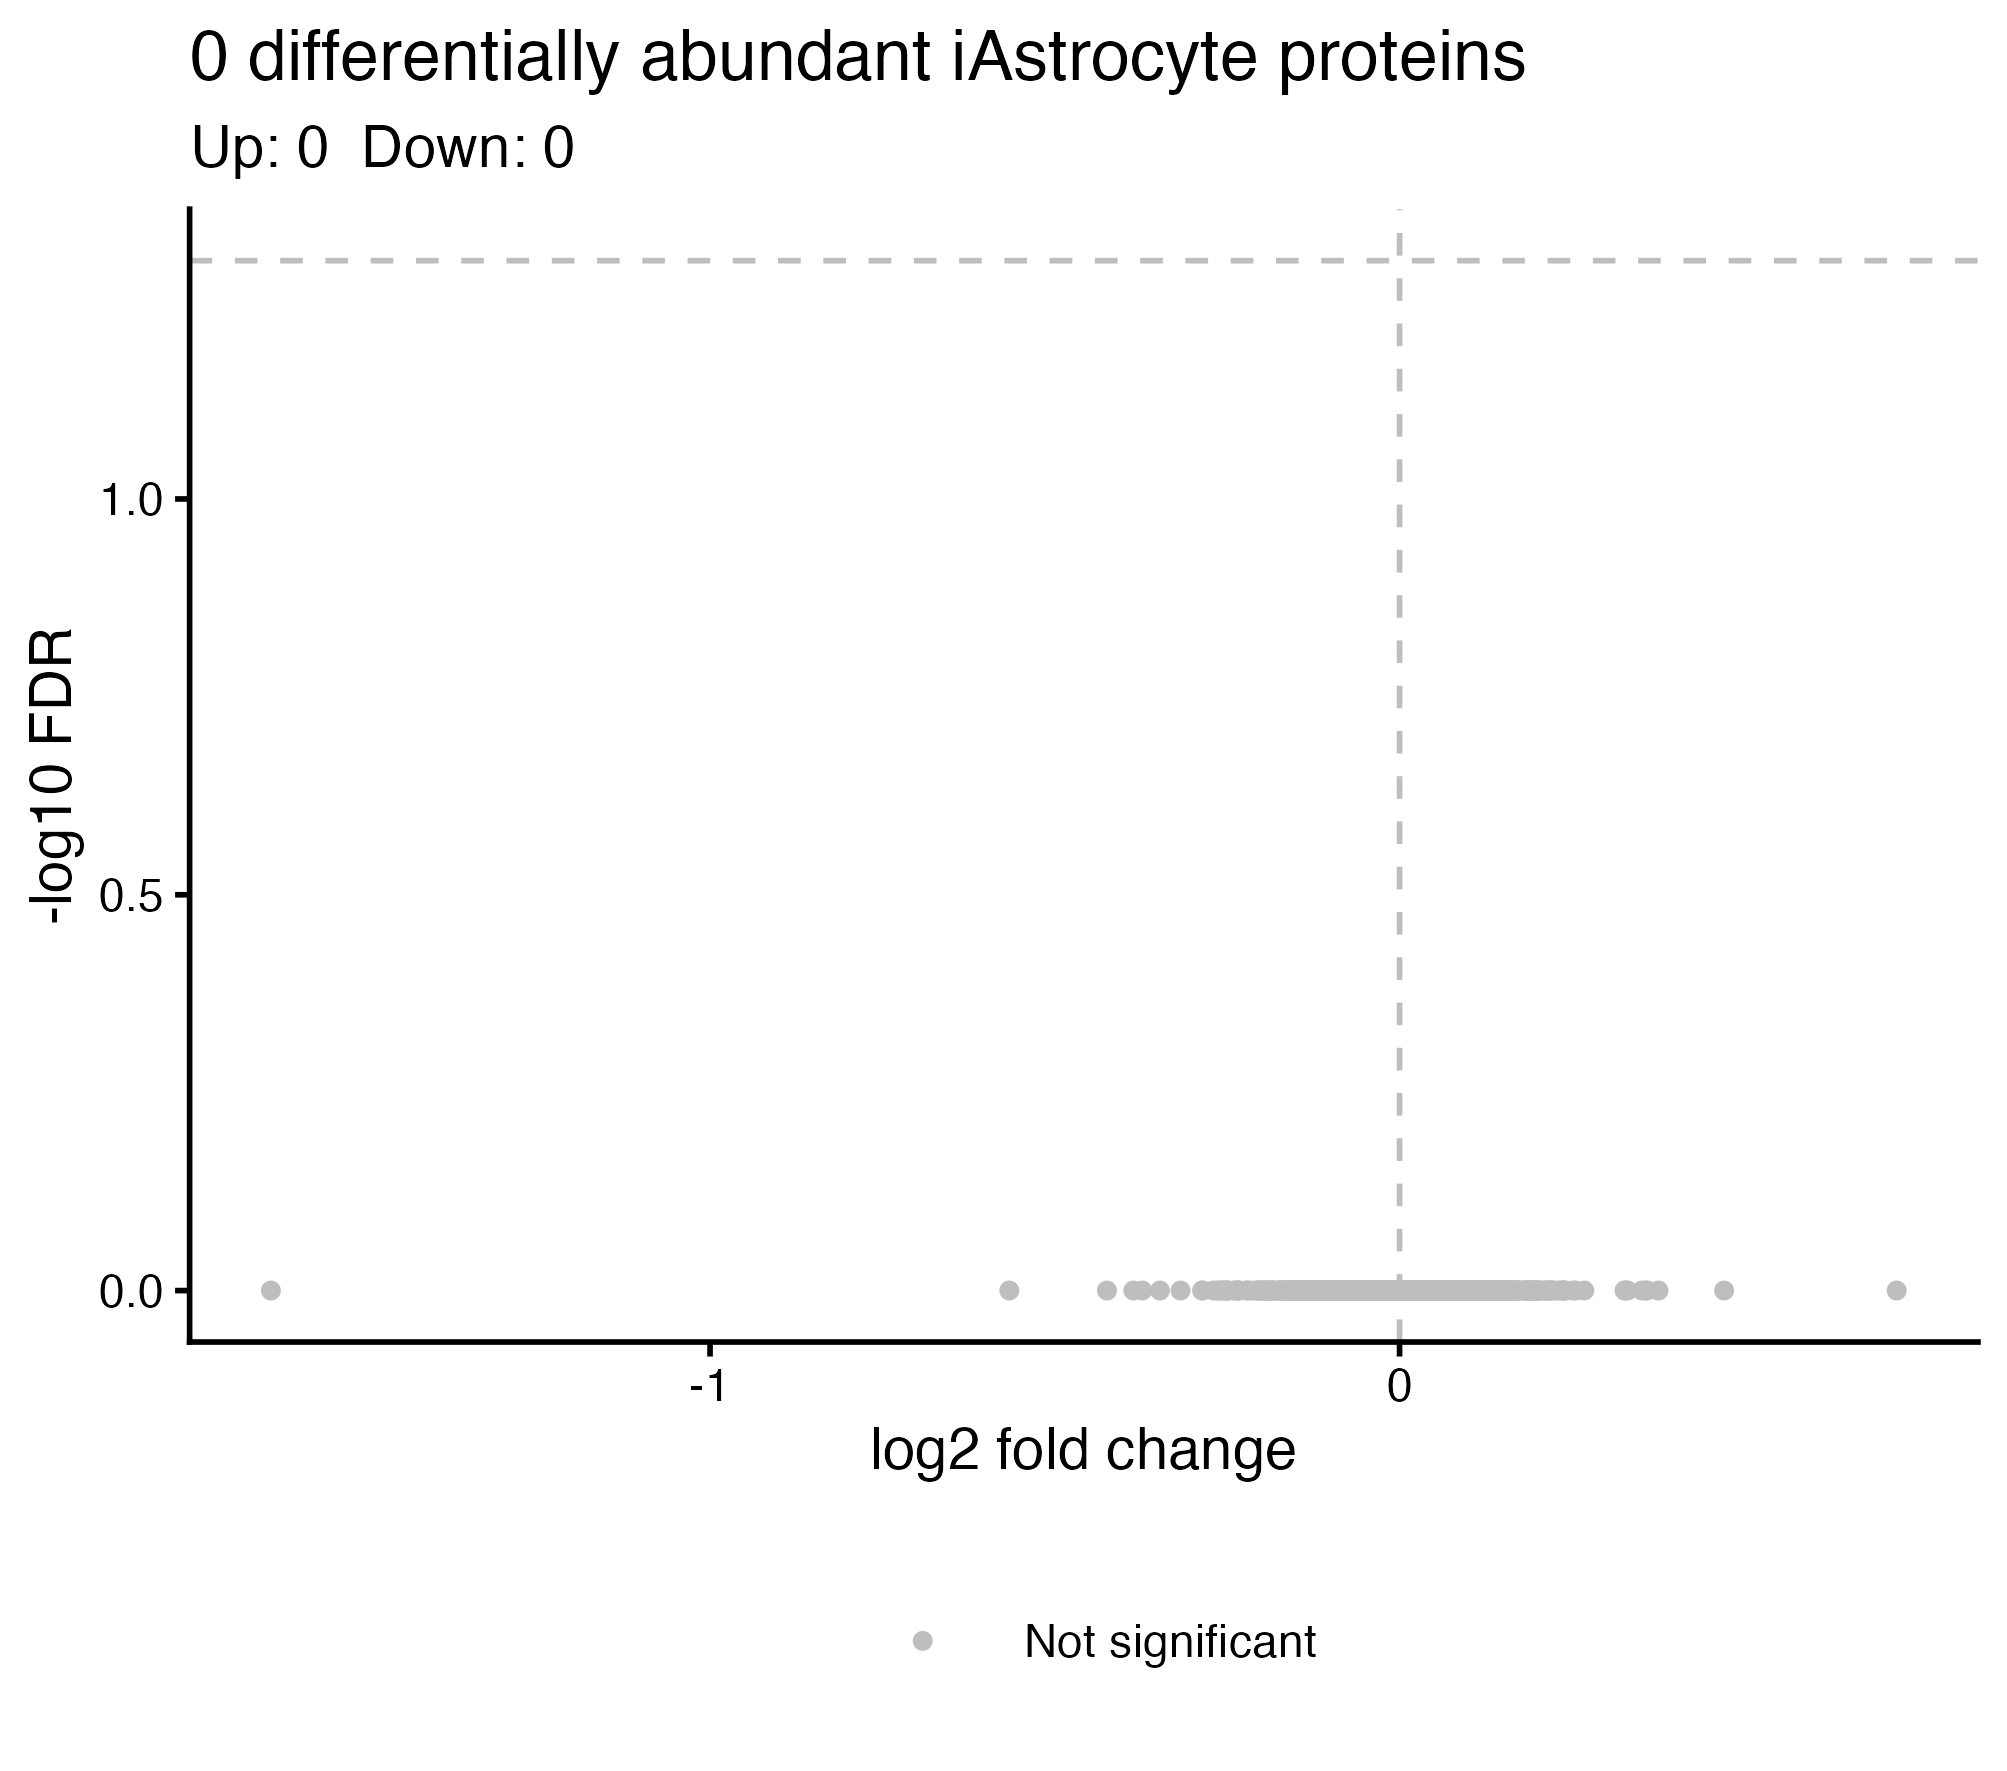 0 differentially abundant iAstrocyte proteins
Up: 0  Down: 0
-log10 FDR
1.0
0.5
0.0
-1
0
log2 fold change
Not significant